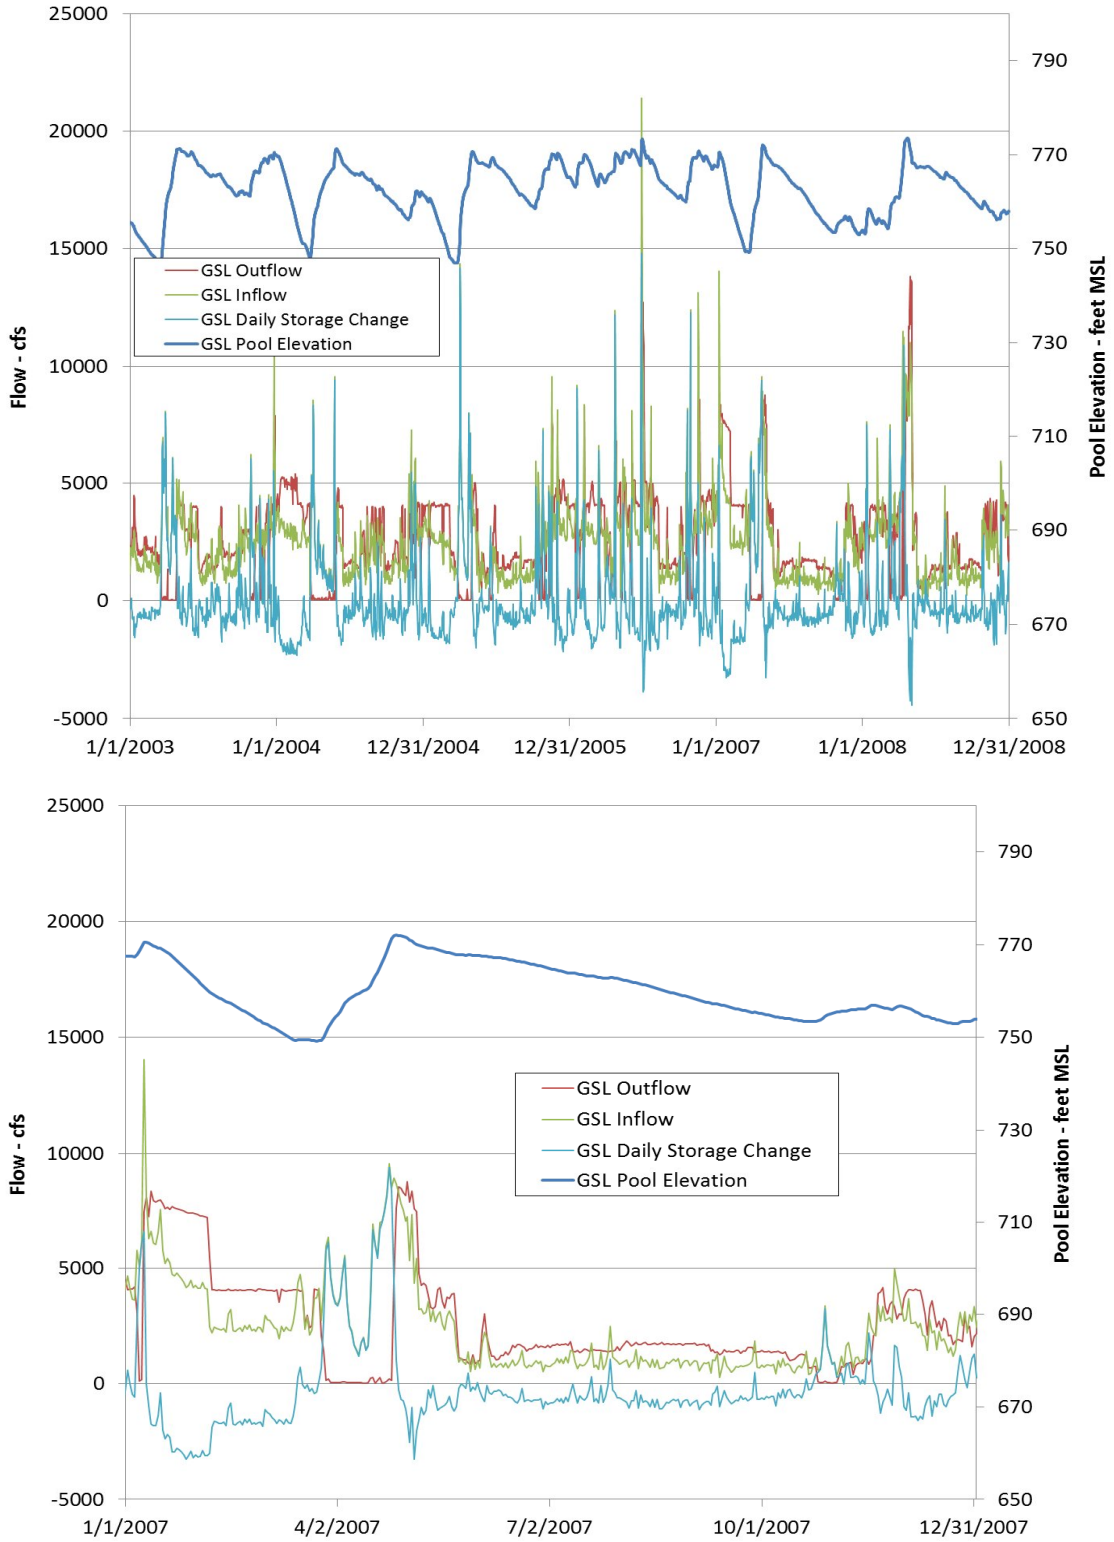 25000
20000
15000
10000
5000
0
-5000
Flow - cfs
790
770
750
730
710
690
670
650
Pool Elevation - feet MSL
GSL Outflow
GSL Inflow
GSL Daily Storage Change
GSL Pool Elevation
1/1/2003 1/1/2004 12/31/2004 12/31/2005 1/1/2007 1/1/2008 12/31/2008
25000
20000
15000
10000
5000
0
-5000
Flow - cfs
790
770
750
730
710
690
670
650
Pool Elevation - feet MSL
GSL Outflow
GSL Inflow
GSL Daily Storage Change
GSL Pool Elevation
1/1/2007 4/2/2007 7/2/2007 10/1/2007 12/31/2007